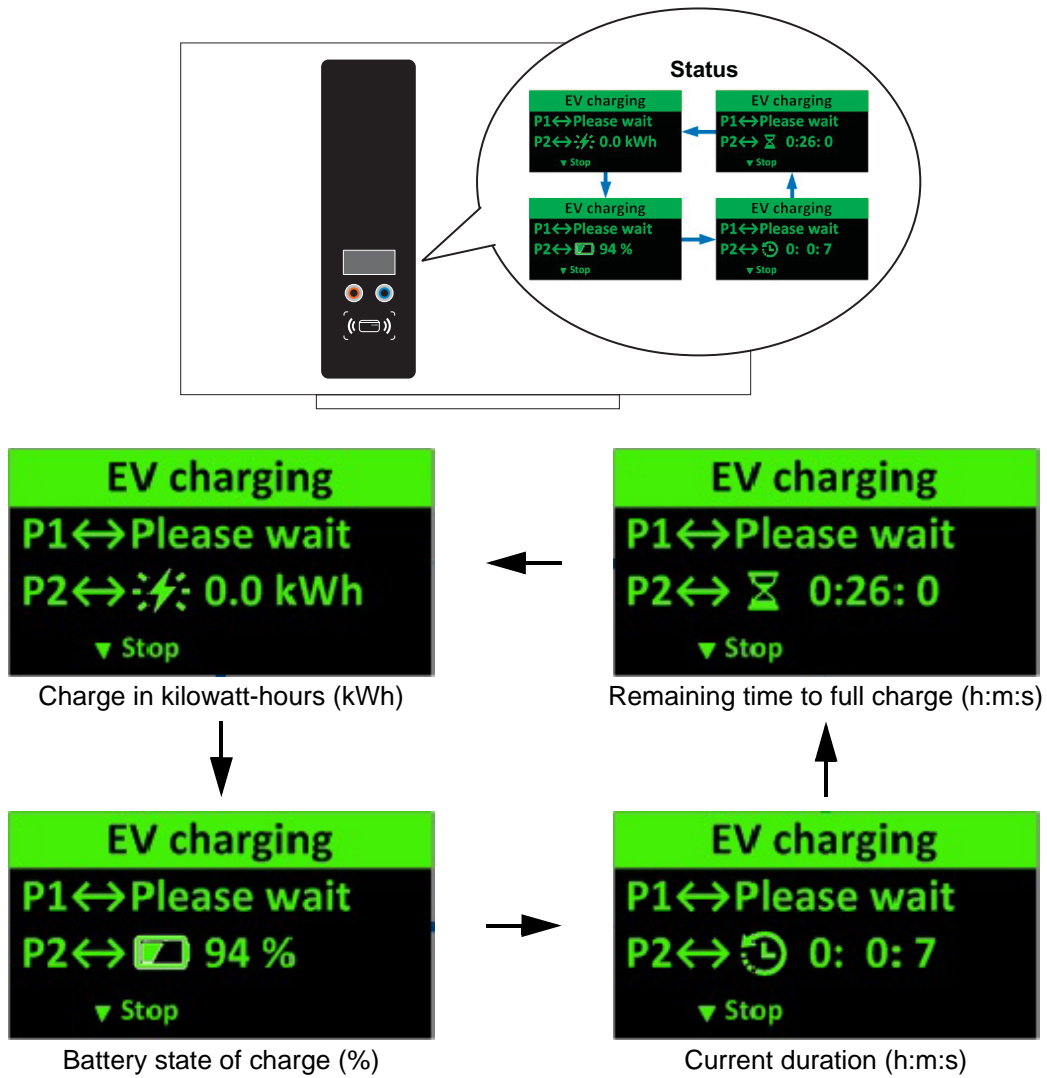 Status
EV charging
P1↔Please wait
P2↔ 0.0 kWh
▼ Stop
EV charging
P1↔Please wait
P2↔ 0:26: 0
▼ Stop
EV charging
P1↔Please wait
P2↔ 94 %
▼ Stop
EV charging
P1↔Please wait
P2↔ 0: 0: 7
▼ Stop
EV charging
P1↔Please wait
P2↔ 0.0 kWh
▼ Stop
Charge in kilowatt-hours (kWh)
EV charging
P1↔Please wait
P2↔ 0:26: 0
▼ Stop
Remaining time to full charge (h:m:s)
EV charging
P1↔Please wait
P2↔ 94 %
▼ Stop
Battery state of charge (%)
EV charging
P1↔Please wait
P2↔ 0: 0: 7
▼ Stop
Current duration (h:m:s)